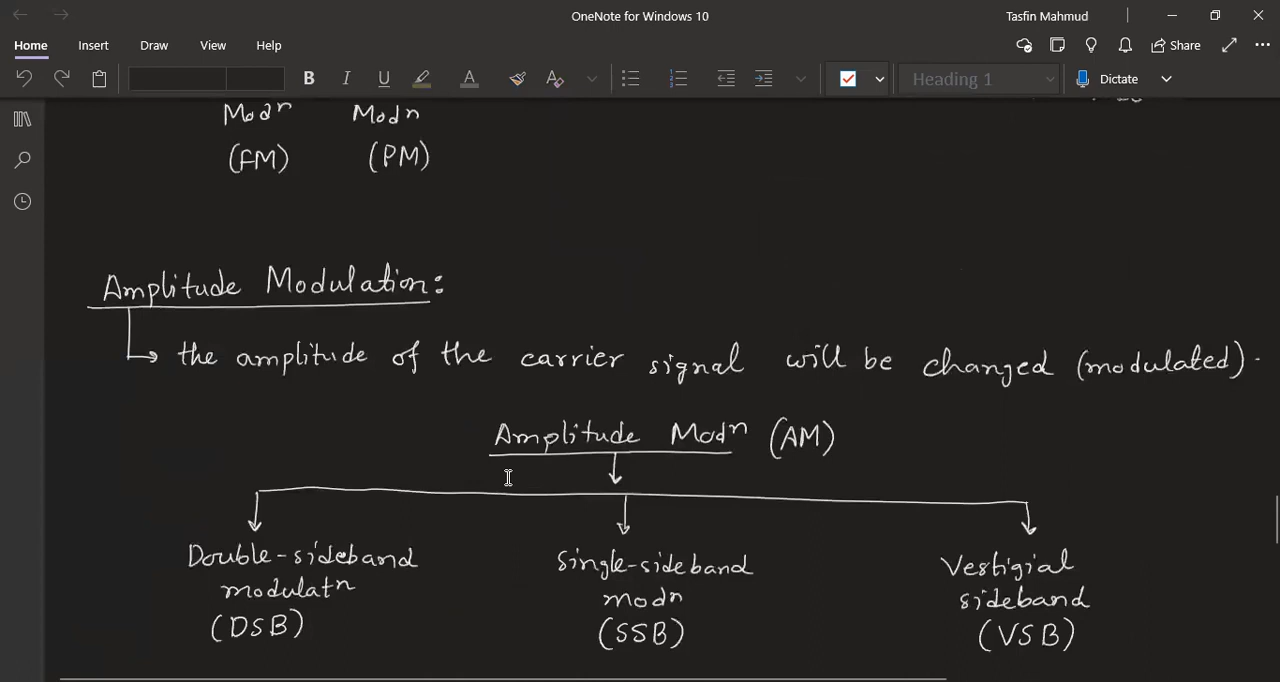 OneNote for Windows 10
Tasfin Mahmud
Home Insert Draw View Help
Share
B I U A A
Heading 1
Dictate
Modn Modn
(FM) (PM)
Amplitude Modulation:
the amplitude of the carrier signal will be changed (modulated).
Amplitude Modn (AM)
Double-sideband
modulatn
(DSB)
Single-sideband
modn
(SSB)
Vestigial
sideband
(VSB)